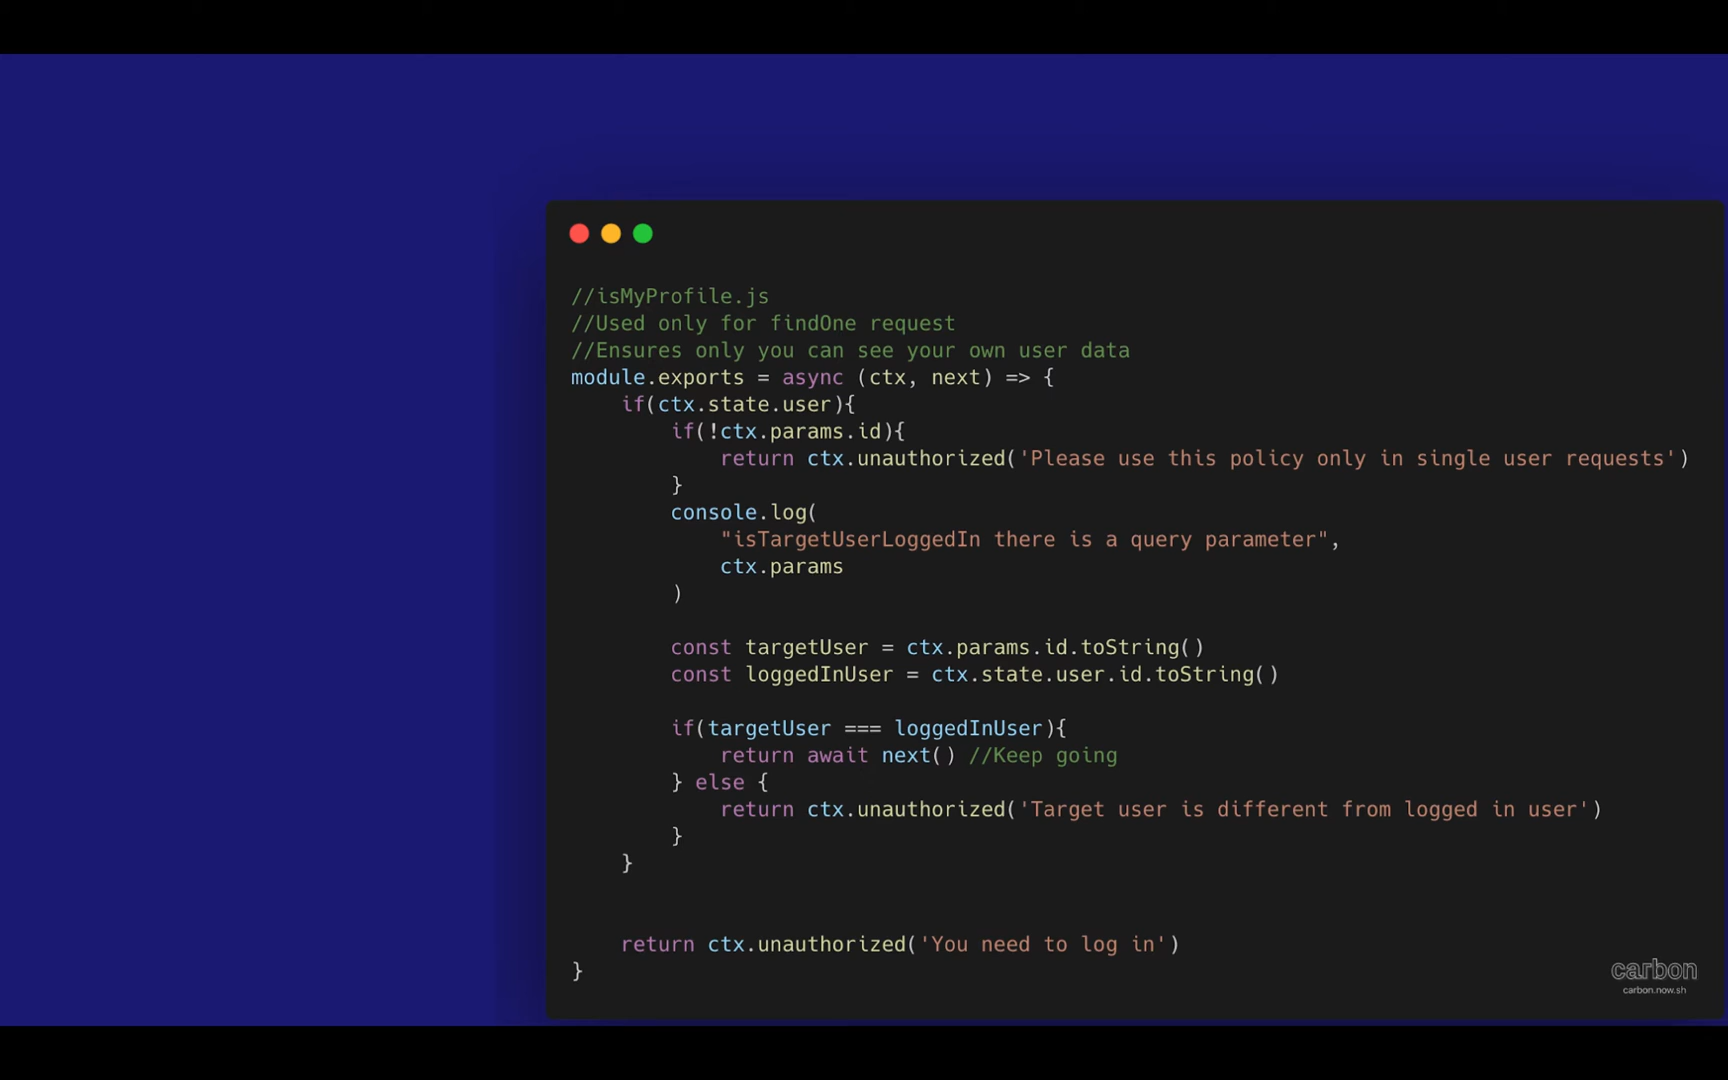 //isMyProfile.js
//Used only for findOne request
//Ensures only you can see your own user data
module.exports = async (ctx, next) => {
    if(ctx.state.user){
        if(!ctx.params.id){
            return ctx.unauthorized('Please use this policy only in single user requests')
        }
        console.log(
            "isTargetUserLoggedIn there is a query parameter",
            ctx.params
        )
        const targetUser = ctx.params.id.toString()
        const loggedInUser = ctx.state.user.id.toString()
        if(targetUser === loggedInUser){
            return await next() //Keep going
        } else {
            return ctx.unauthorized('Target user is different from logged in user')
        }
    }
    return ctx.unauthorized('You need to log in')
}
carbon
carbon.now.sh